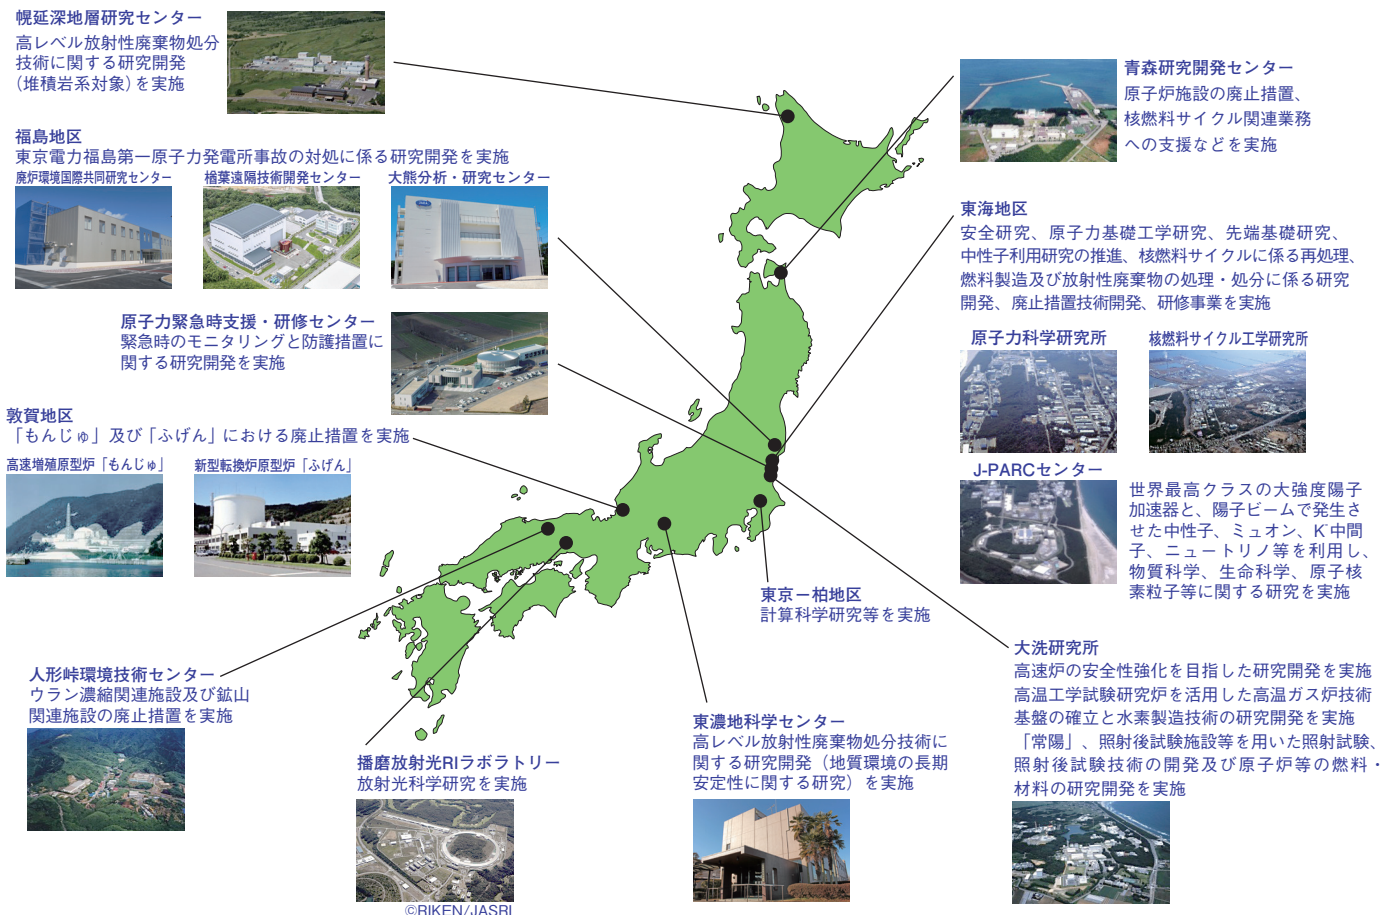 幌延深地層研究センター
高レベル放射性廃棄物処分
技術に関する研究開発
(堆積岩系対象)を実施
福島地区
東京電力福島第一原子力発電所事故の対処に係る研究開発を実施
廃炉環境国際共同研究センター
楢葉遠隔技術開発センター
大熊分析・研究センター
原子力緊急時支援・研修センター
緊急時のモニタリングと防護措置に
関する研究開発を実施
敦賀地区
「もんじゅ」及び「ふげん」における廃止措置を実施
高速増殖原型炉「もんじゅ」
新型転換炉原型炉「ふげん」
人形峠環境技術センター
ウラン濃縮関連施設及び鉱山
関連施設の廃止措置を実施
播磨放射光RIラボラトリー
放射光科学研究を実施
©RIKEN/JASRI
東濃地科学センター
高レベル放射性廃棄物処分技術に
関する研究開発(地質環境の長期
安定性に関する研究)を実施
東京－柏地区
計算科学研究等を実施
青森研究開発センター
原子炉施設の廃止措置、
核燃料サイクル関連業務
への支援などを実施
東海地区
安全研究、原子力基礎工学研究、先端基礎研究、
中性子利用研究の推進、核燃料サイクルに係る再処理、
燃料製造及び放射性廃棄物の処理・処分に係る研究
開発、廃止措置技術開発、研修事業を実施
原子力科学研究所
核燃料サイクル工学研究所
J-PARCセンター
世界最高クラスの大強度陽子
加速器と、陽子ビームで発生さ
せた中性子、ミュオン、K⁻中間
子、ニュートリノ等を利用し、
物質科学、生命科学、原子核
素粒子等に関する研究を実施
大洗研究所
高速炉の安全性強化を目指した研究開発を実施
高温工学試験研究炉を活用した高温ガス炉技術
基盤の確立と水素製造技術の研究開発を実施
「常陽」、照射後試験施設等を用いた照射試験、
照射後試験技術の開発及び原子炉等の燃料・
材料の研究開発を実施